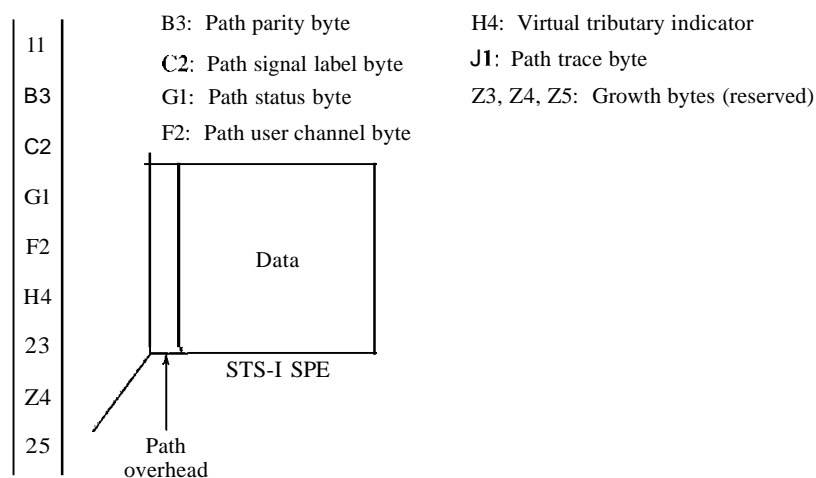 11
B3
C2
G1
F2
H4
23
Z4
25
B3: Path parity byte
C2: Path signal label byte
G1: Path status byte
F2: Path user channel byte
H4: Virtual tributary indicator
J1: Path trace byte
Z3, Z4, Z5: Growth bytes (reserved)
Data
STS-I SPE
Path
overhead